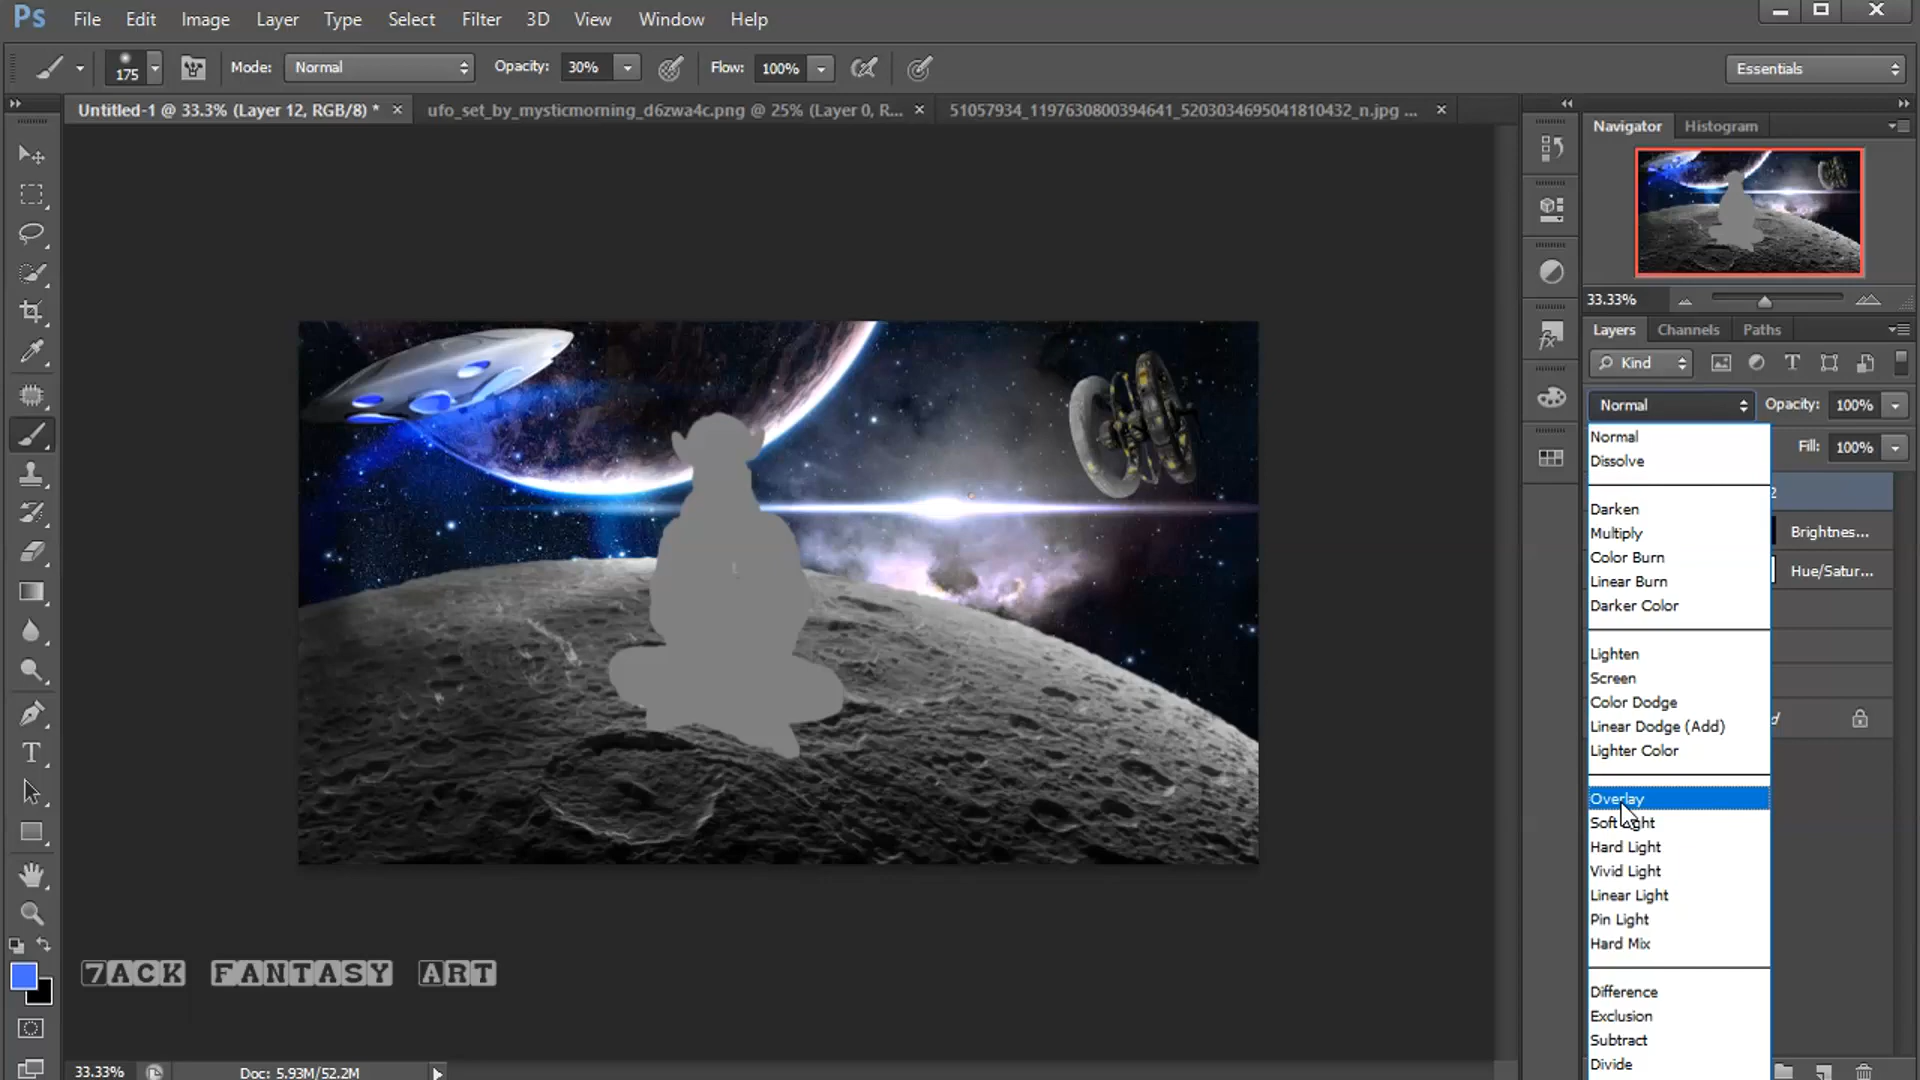 Ps File Edit Image Layer Type Select Filter 3D View Window Help
175 Mode: Normal Opacity: 30% Flow: 100% Essentials
Untitled-1 @ 33.3% (Layer 12, RGB/8) * × ufo_set_by_mysticmorning_d6zwa4c.png @ 25% (Layer 0, R... × 51057934_1197630800394641_5203034695041810432_n.jpg ... ×
Navigator Histogram
33.33%
Layers Channels Paths
Kind
Normal Opacity: 100%
Fill: 100%
Normal
Dissolve
2
Darken
Multiply
Brightnes...
Color Burn
Hue/Satur...
Linear Burn
Darker Color
Lighten
Screen
Color Dodge
Linear Dodge (Add)
Lighter Color
Overlay
Soft Light
Hard Light
Vivid Light
Linear Light
Pin Light
Hard Mix
Difference
Exclusion
Subtract
Divide
7ACK FANTASY ART
33.33% Doc: 5.93M/52.2M